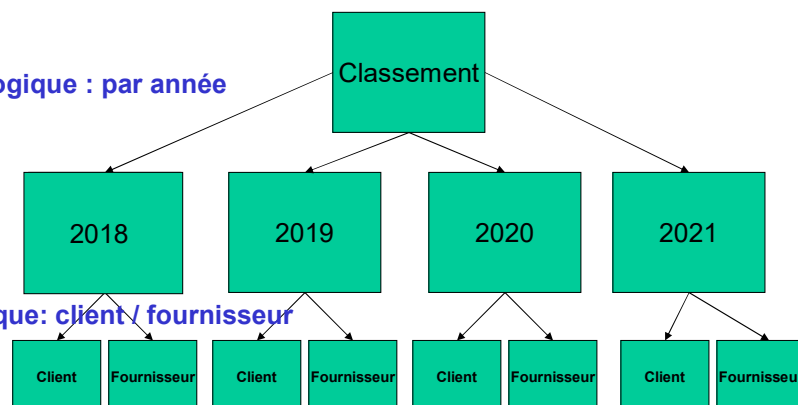 Classement
ogique : par année
2018 2019 2020 2021
que: client / fournisseur
Client Fournisseur Client Fournisseur Client Fournisseur Client Fournisseur